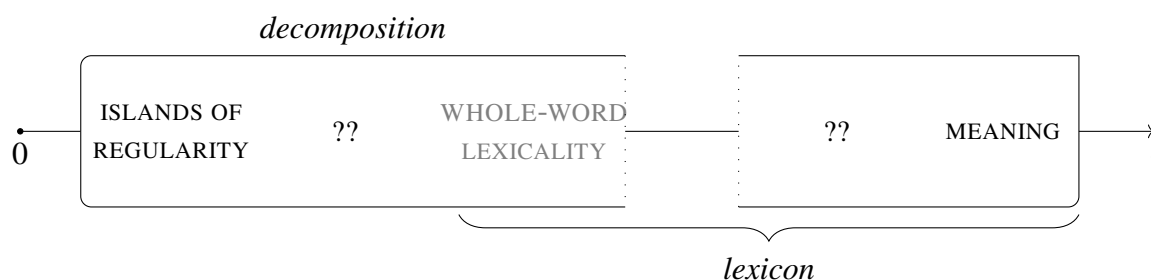 decomposition
ISLANDS OF
REGULARITY
??
WHOLE-WORD
LEXICALITY
??
MEANING
0
lexicon